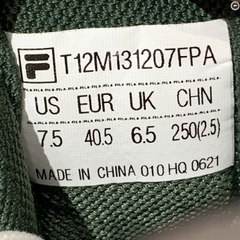 FILA T12M131207FPA
US EUR UK CHN
7.5 40.5 6.5 250(2.5)
MADE IN CHINA 010 HQ 0621